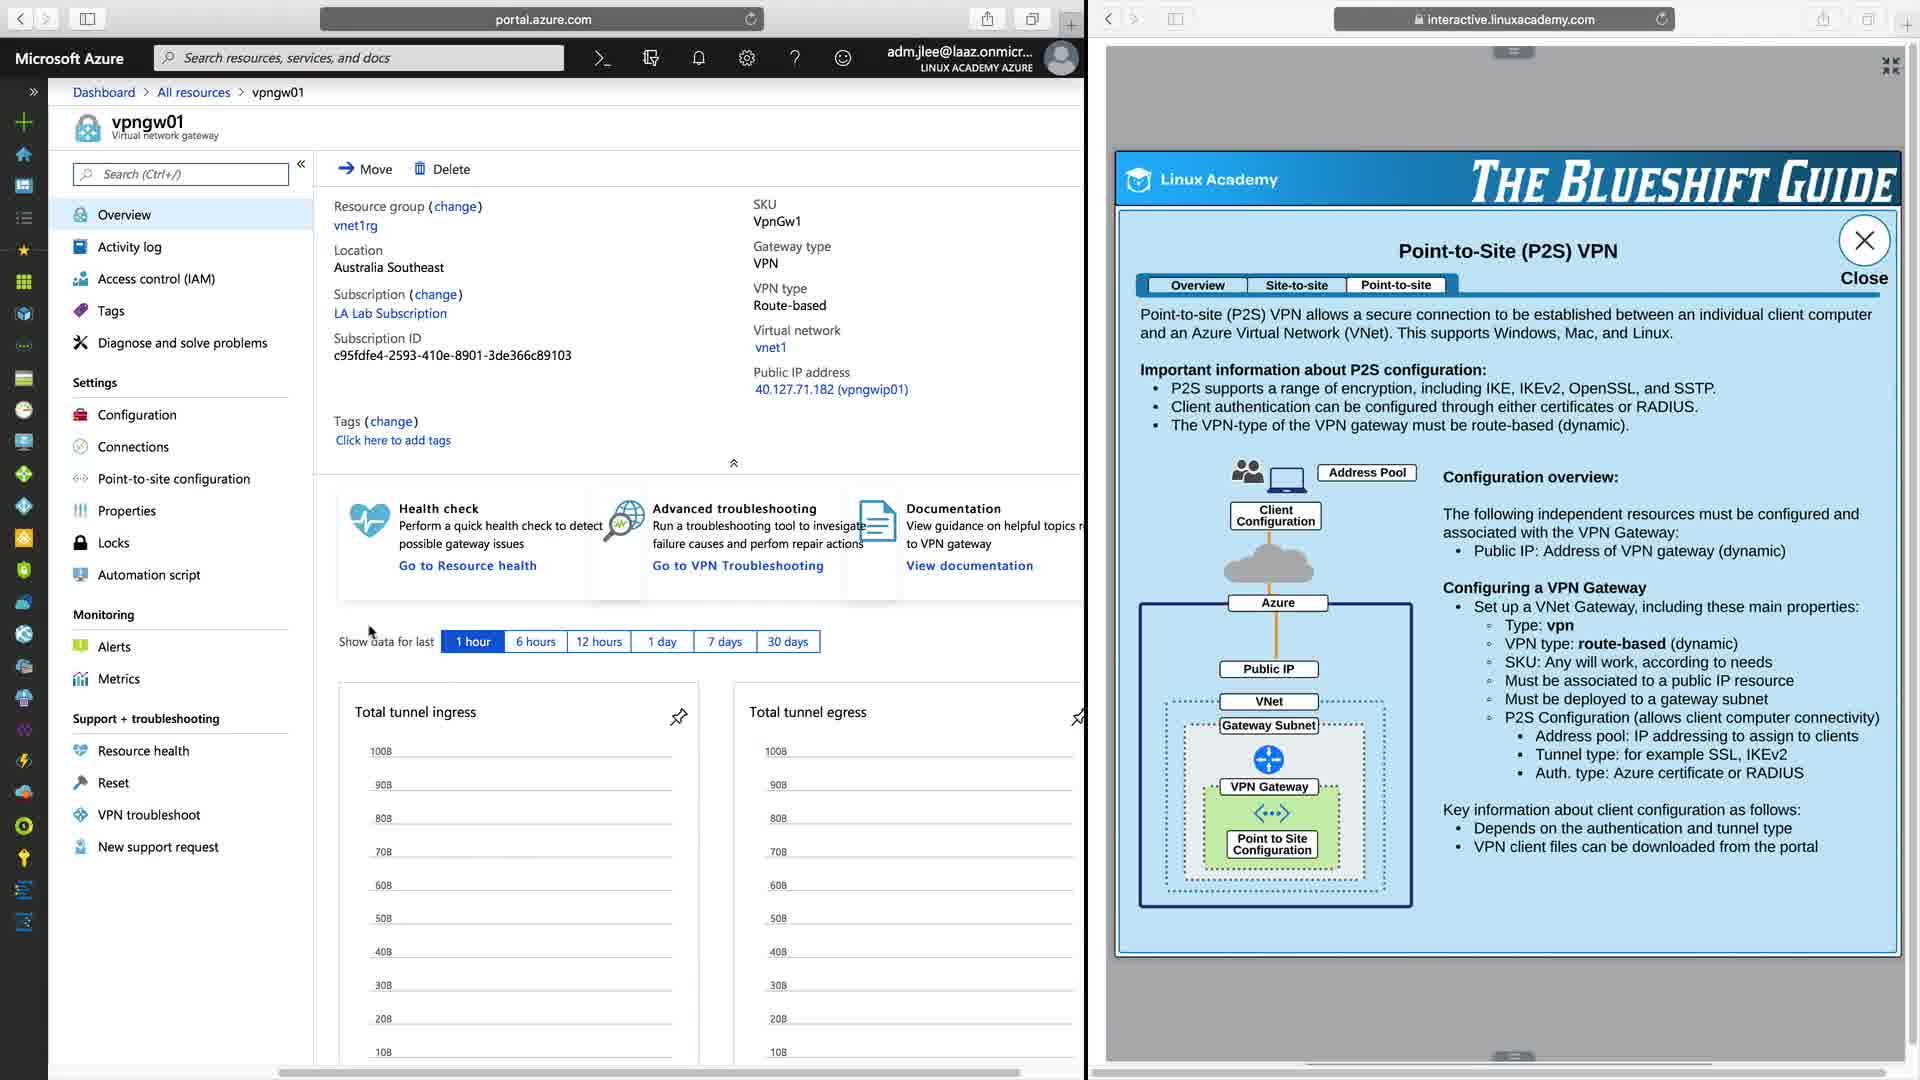 portal.azure.com
interactive.linuxacademy.com
Microsoft Azure
Search resources, services, and docs
adm.jlee@laaz.onmicr...
LINUX ACADEMY AZURE
Dashboard > All resources > vpngw01
vpngw01
Virtual network gateway
Search (Ctrl+/)
Overview
Activity log
Access control (IAM)
Tags
Diagnose and solve problems
Settings
Configuration
Connections
Point-to-site configuration
Properties
Locks
Automation script
Monitoring
Alerts
Metrics
Support + troubleshooting
Resource health
Reset
VPN troubleshoot
New support request
Move
Delete
Resource group (change)
vnet1rg
Location
Australia Southeast
Subscription (change)
LA Lab Subscription
Subscription ID
c95fdfe4-2593-410e-8901-3de366c89103
SKU
VpnGw1
Gateway type
VPN
VPN type
Route-based
Virtual network
vnet1
Public IP address
40.127.71.182 (vpngwip01)
Tags (change)
Click here to add tags
Health check
Perform a quick health check to detect
possible gateway issues
Go to Resource health
Advanced troubleshooting
Run a troubleshooting tool to invesigate
failure causes and perfom repair actions
Go to VPN Troubleshooting
Documentation
View guidance on helpful topics r
to VPN gateway
View documentation
Show data for last
1 hour
6 hours
12 hours
1 day
7 days
30 days
Total tunnel ingress
100B
90B
80B
70B
60B
50B
40B
30B
20B
10B
Total tunnel egress
100B
90B
80B
70B
60B
50B
40B
30B
20B
10B
Linux Academy
THE BLUESHIFT GUIDE
Point-to-Site (P2S) VPN
Close
Overview
Site-to-site
Point-to-site
Point-to-site (P2S) VPN allows a secure connection to be established between an individual client computer
and an Azure Virtual Network (VNet). This supports Windows, Mac, and Linux.
Important information about P2S configuration:
• P2S supports a range of encryption, including IKE, IKEv2, OpenSSL, and SSTP.
• Client authentication can be configured through either certificates or RADIUS.
• The VPN-type of the VPN gateway must be route-based (dynamic).
Address Pool
Client
Configuration
Azure
Public IP
VNet
Gateway Subnet
VPN Gateway
Point to Site
Configuration
Configuration overview:
The following independent resources must be configured and
associated with the VPN Gateway:
• Public IP: Address of VPN gateway (dynamic)
Configuring a VPN Gateway
• Set up a VNet Gateway, including these main properties:
◦ Type: vpn
◦ VPN type: route-based (dynamic)
◦ SKU: Any will work, according to needs
◦ Must be associated to a public IP resource
◦ Must be deployed to a gateway subnet
◦ P2S Configuration (allows client computer connectivity)
▪ Address pool: IP addressing to assign to clients
▪ Tunnel type: for example SSL, IKEv2
▪ Auth. type: Azure certificate or RADIUS
Key information about client configuration as follows:
• Depends on the authentication and tunnel type
• VPN client files can be downloaded from the portal